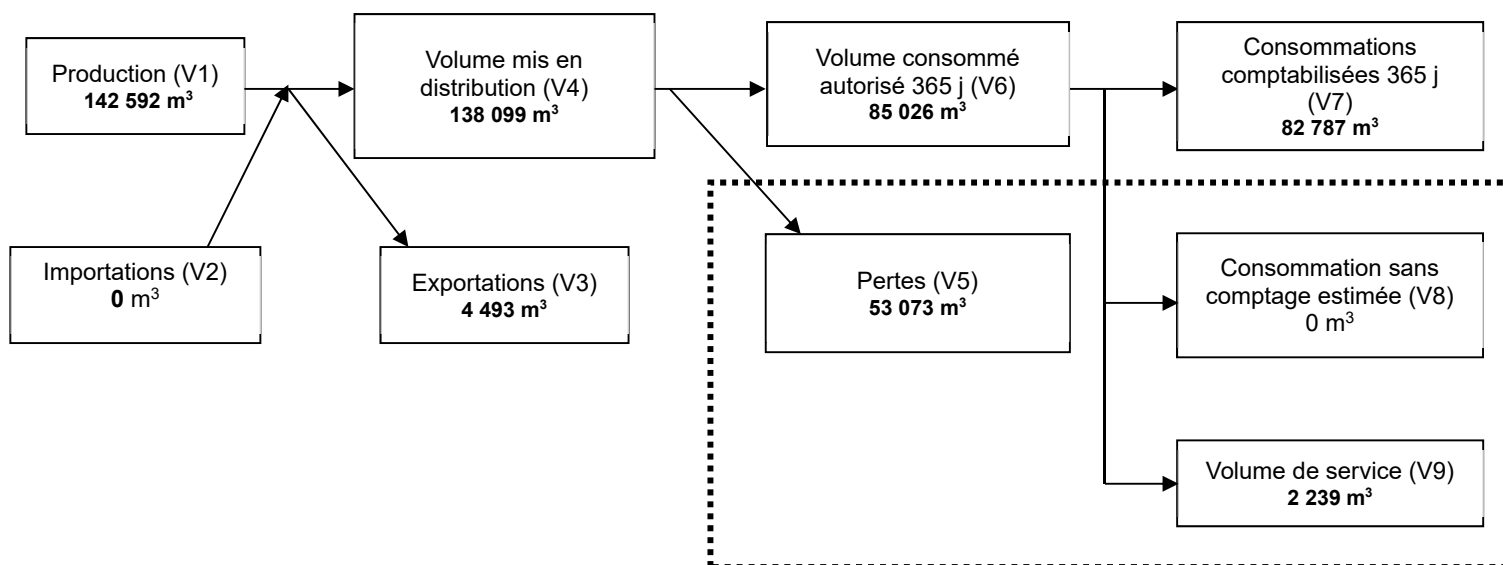 Production (V1)
142 592 m³
Volume mis en
distribution (V4)
138 099 m³
Volume consommé
autorisé 365 j (V6)
85 026 m³
Consommations
comptabilisées 365 j
(V7)
82 787 m³
Importations (V2)
0 m³
Exportations (V3)
4 493 m³
Pertes (V5)
53 073 m³
Consommation sans
comptage estimée (V8)
0 m³
Volume de service (V9)
2 239 m³